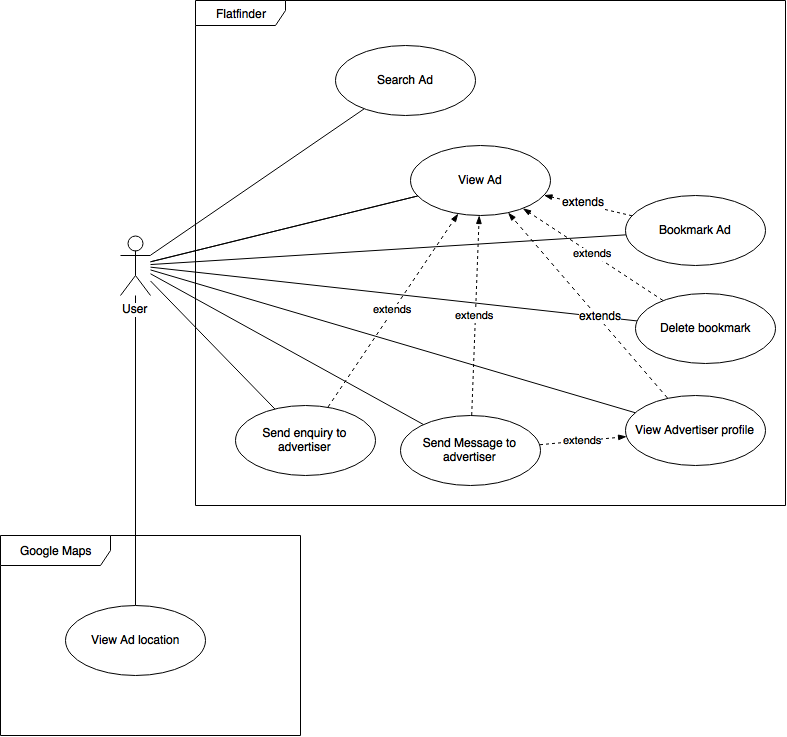 Flatfinder
Search Ad
View Ad
extends
Bookmark Ad
extends
User
extends
extends
extends
Delete bookmark
Send enquiry to
advertiser
Send Message to
advertiser
extends
View Advertiser profile
Google Maps
View Ad location